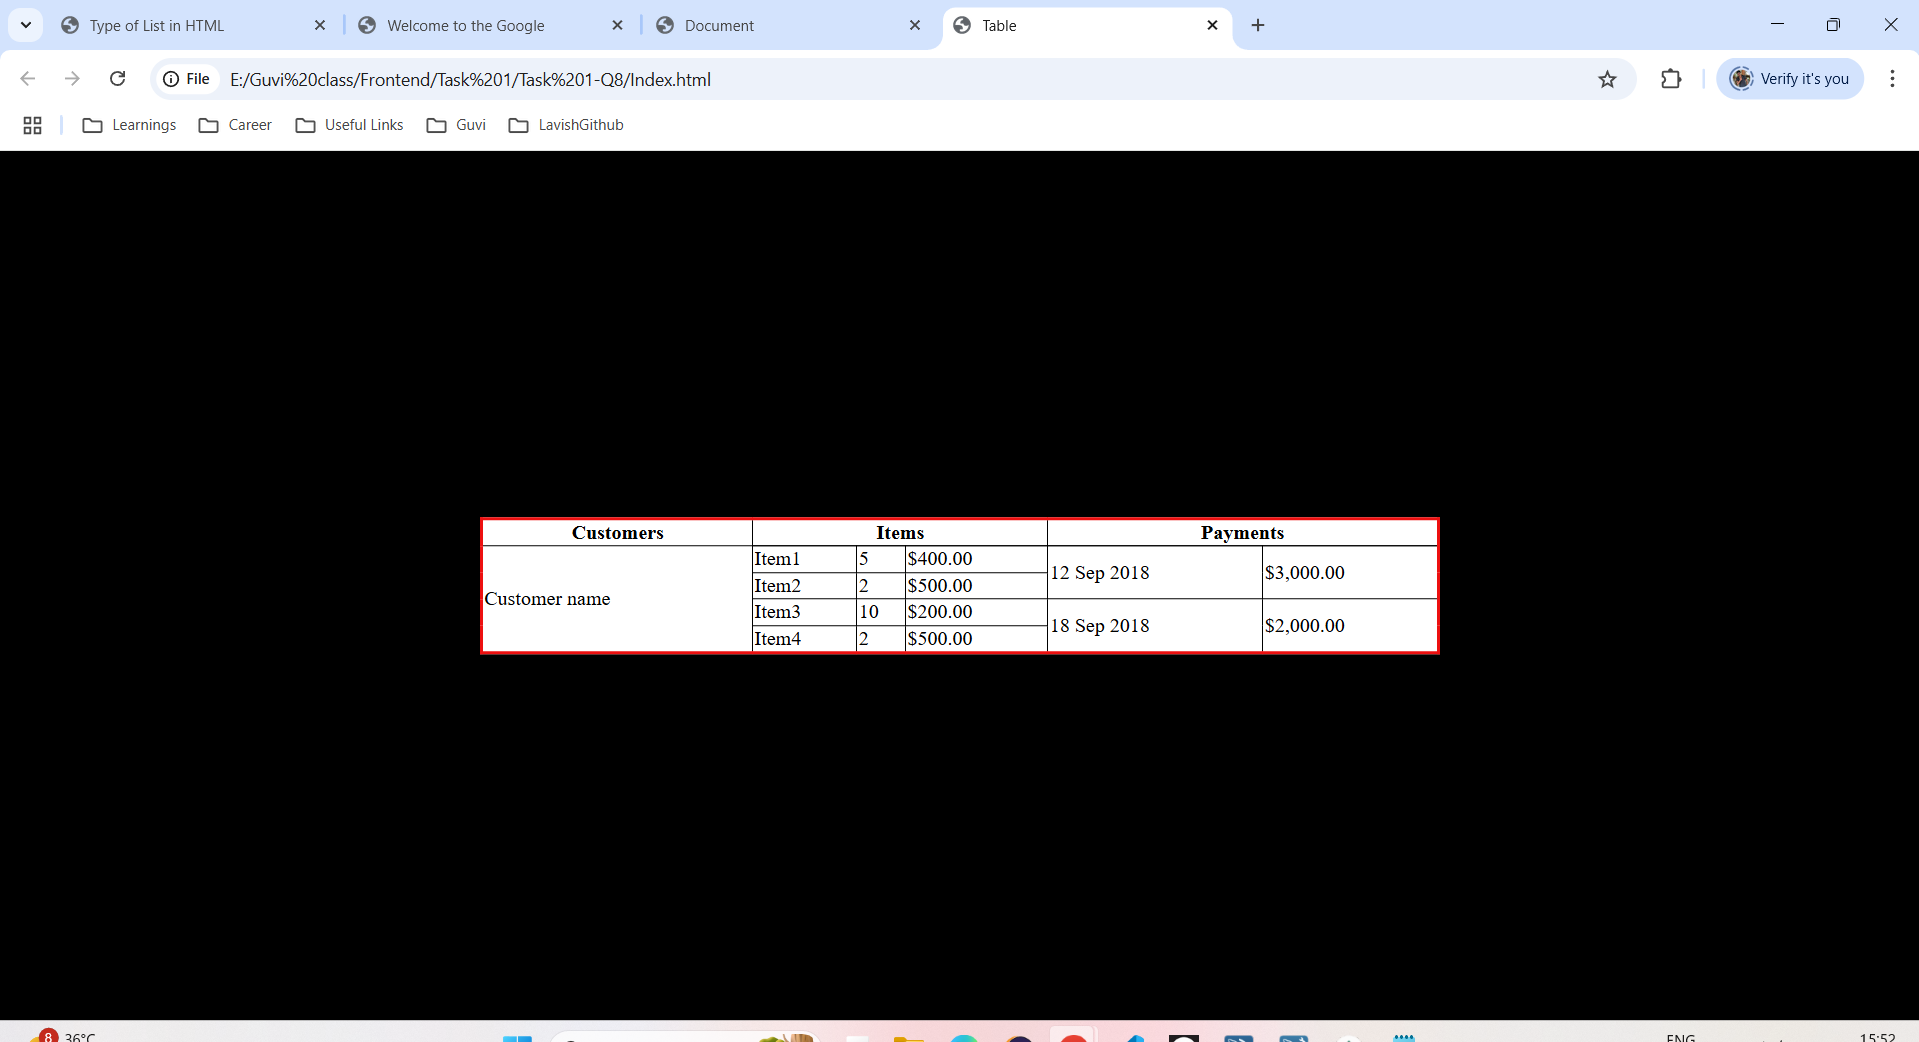 Type of List in HTML
Welcome to the Google
Document
Table
File
E:/Guvi%20class/Frontend/Task%201/Task%201-Q8/Index.html
Verify it's you
Learnings
Career
Useful Links
Guvi
LavishGithub
Customers Items Payments
Customer name
Item1 5 $400.00
Item2 2 $500.00
Item3 10 $200.00
Item4 2 $500.00
12 Sep 2018 $3,000.00
18 Sep 2018 $2,000.00
8
36°C
ENG
15:52